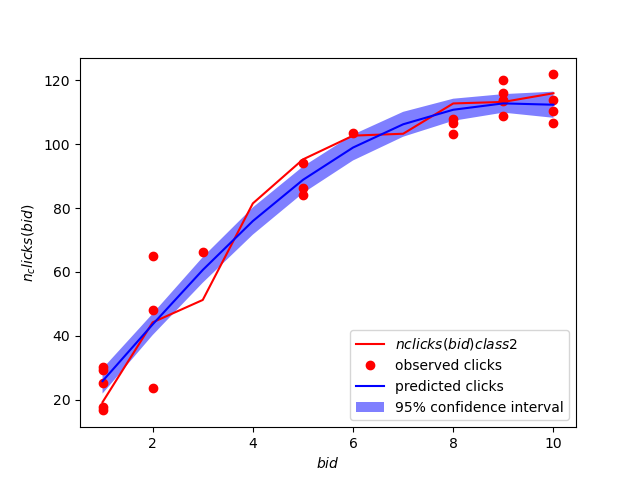 120
100
80
60
40
20
n_clicks(bid)
2
4
6
8
10
bid
nclicks(bid)class2
observed clicks
predicted clicks
95% confidence interval